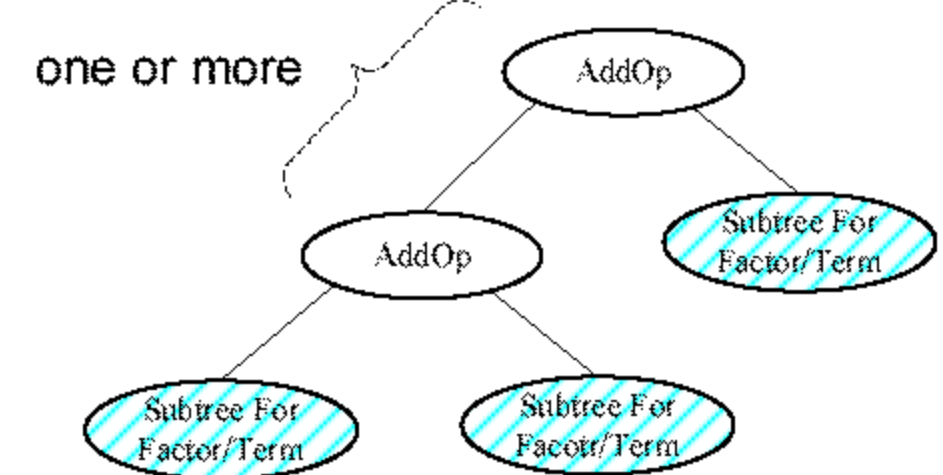 one or more
AddOp
Subtree For
Factor/Term
AddOp
Subtree For
Factor/Term
Subtree For
Facotr/Term